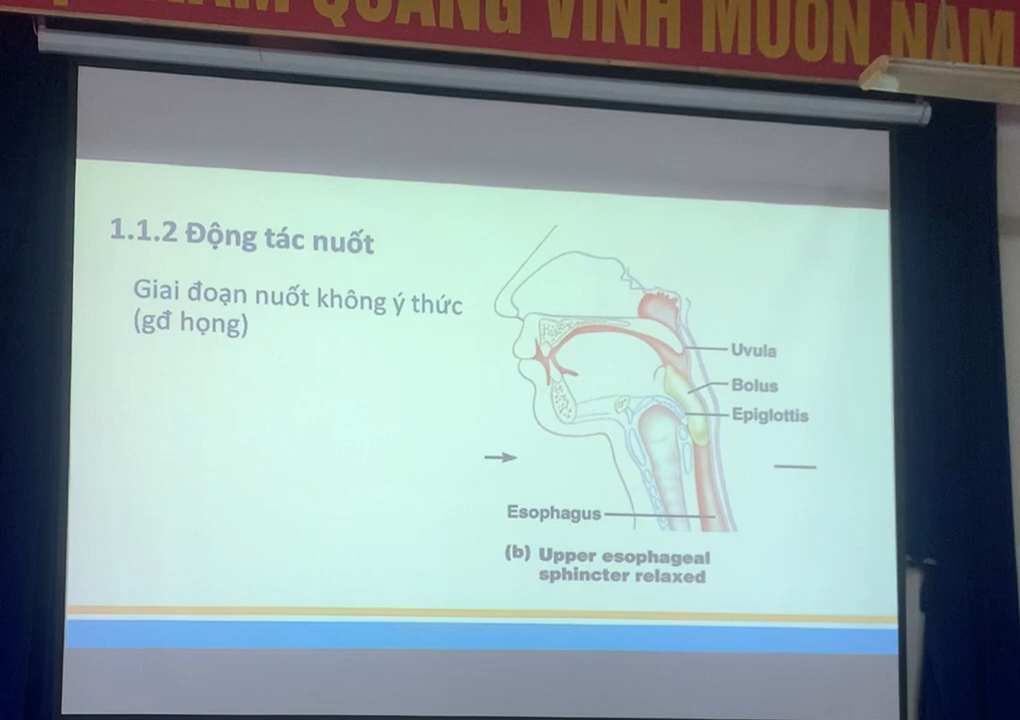 QUANG VINH MUÔN NĂM
1.1.2 Động tác nuốt
Giai đoạn nuốt không ý thức
(gđ họng)
Uvula
Bolus
Epiglottis
Esophagus
(b) Upper esophageal
sphincter relaxed